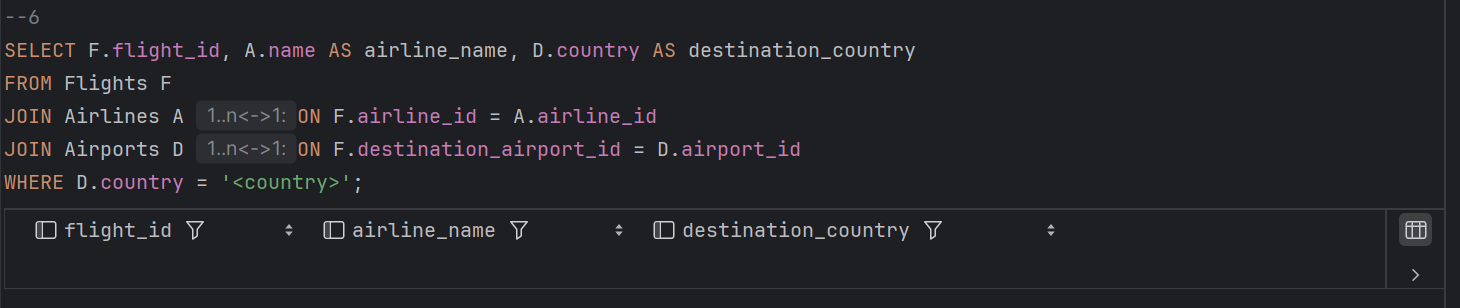 --6
SELECT F.flight_id, A.name AS airline_name, D.country AS destination_country
FROM Flights F
JOIN Airlines A 1..n<->1: ON F.airline_id = A.airline_id
JOIN Airports D 1..n<->1: ON F.destination_airport_id = D.airport_id
WHERE D.country = '<country>';
flight_id airline_name destination_country